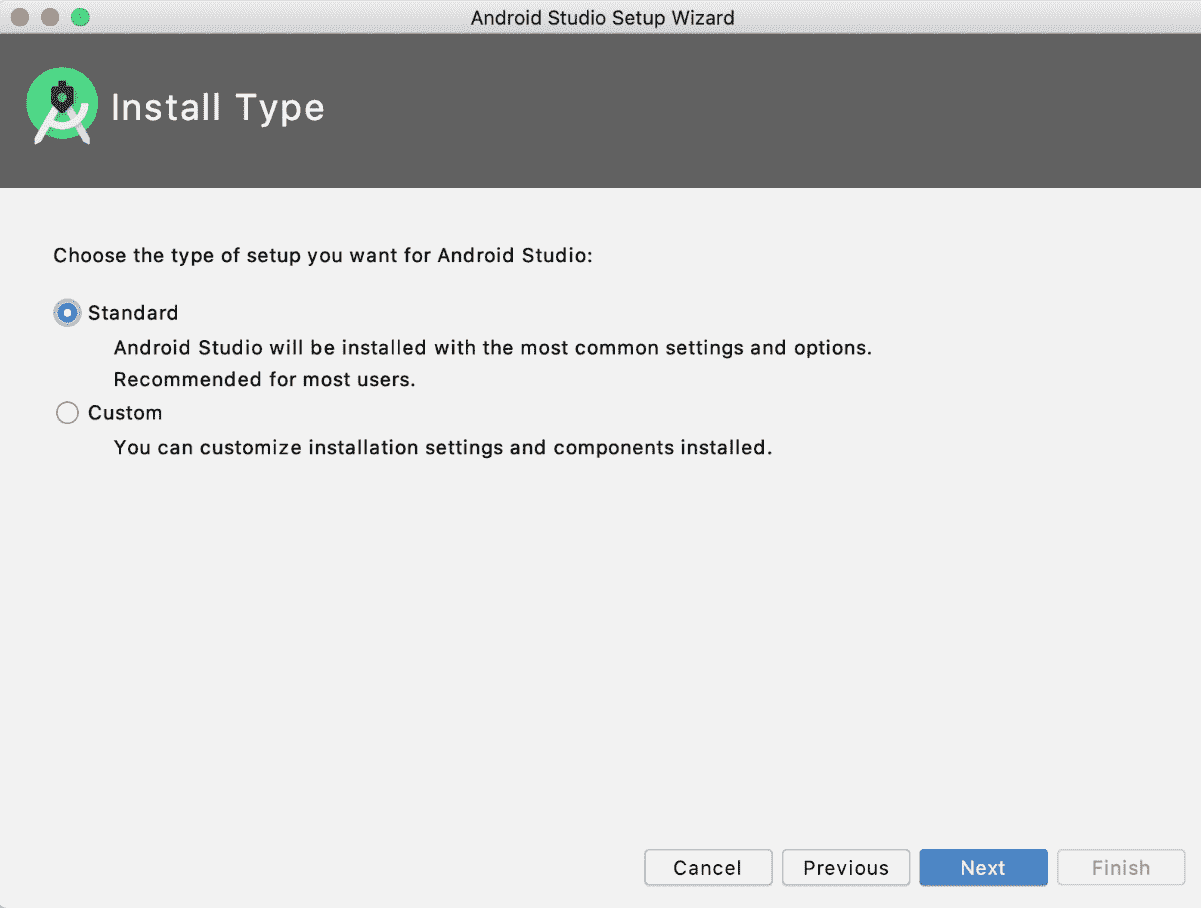 Android Studio Setup Wizard
Install Type
Choose the type of setup you want for Android Studio:
Standard
Android Studio will be installed with the most common settings and options.
Recommended for most users.
Custom
You can customize installation settings and components installed.
Cancel
Previous
Next
Finish